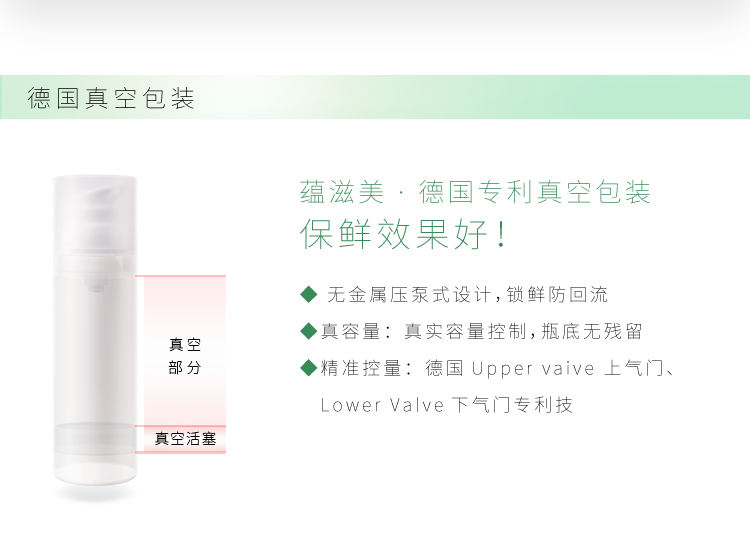 德国真空包装
蕴滋美·德国专利真空包装
保鲜效果好！
◆ 无金属压泵式设计，锁鲜防回流
◆真容量：真实容量控制，瓶底无残留
◆精准控量：德国 Upper vaive 上气门、
Lower Valve 下气门专利技
真空
部分
真空活塞